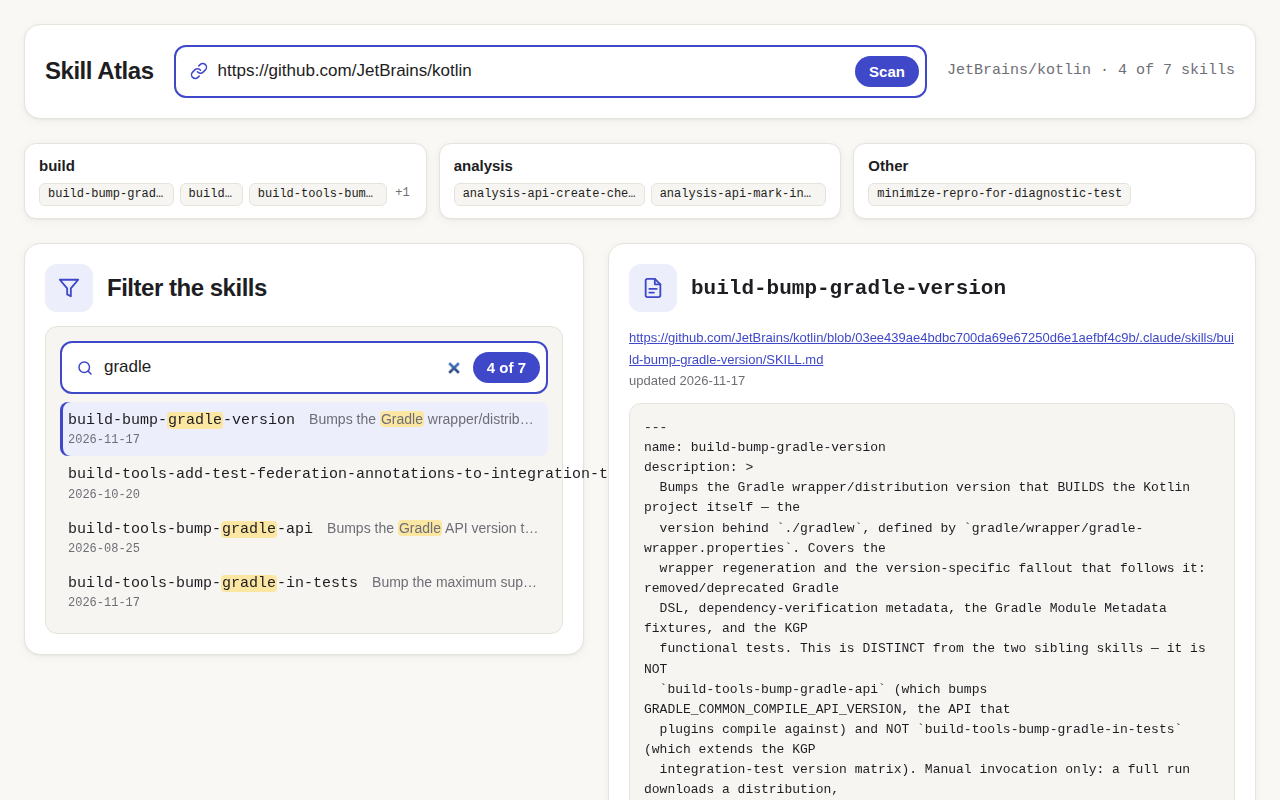 Skill Atlas
https://github.com/JetBrains/kotlin
Scan
JetBrains/kotlin · 4 of 7 skills
build
build-bump-grad…
build…
build-tools-bum…
+1
analysis
analysis-api-create-che…
analysis-api-mark-in…
Other
minimize-repro-for-diagnostic-test
Filter the skills
gradle
4 of 7
build-bump-gradle-version Bumps the Gradle wrapper/distrib…
2026-11-17
build-tools-add-test-federation-annotations-to-integration-t
2026-10-20
build-tools-bump-gradle-api Bumps the Gradle API version t…
2026-08-25
build-tools-bump-gradle-in-tests Bump the maximum sup…
2026-11-17
build-bump-gradle-version
https://github.com/JetBrains/kotlin/blob/03ee439ae4bdbc700da69e67250d6e1aefbf4c9b/.claude/skills/bui
ld-bump-gradle-version/SKILL.md
updated 2026-11-17
---
name: build-bump-gradle-version
description: >
  Bumps the Gradle wrapper/distribution version that BUILDS the Kotlin
project itself — the
  version behind `./gradlew`, defined by `gradle/wrapper/gradle-
wrapper.properties`. Covers the
  wrapper regeneration and the version-specific fallout that follows it:
removed/deprecated Gradle
  DSL, dependency-verification metadata, the Gradle Module Metadata
fixtures, and the KGP
  functional tests. This is DISTINCT from the two sibling skills — it is
NOT
  `build-tools-bump-gradle-api` (which bumps
GRADLE_COMMON_COMPILE_API_VERSION, the API that
  plugins compile against) and NOT `build-tools-bump-gradle-in-tests`
(which extends the KGP
  integration-test version matrix). Manual invocation only: a full run
downloads a distribution,